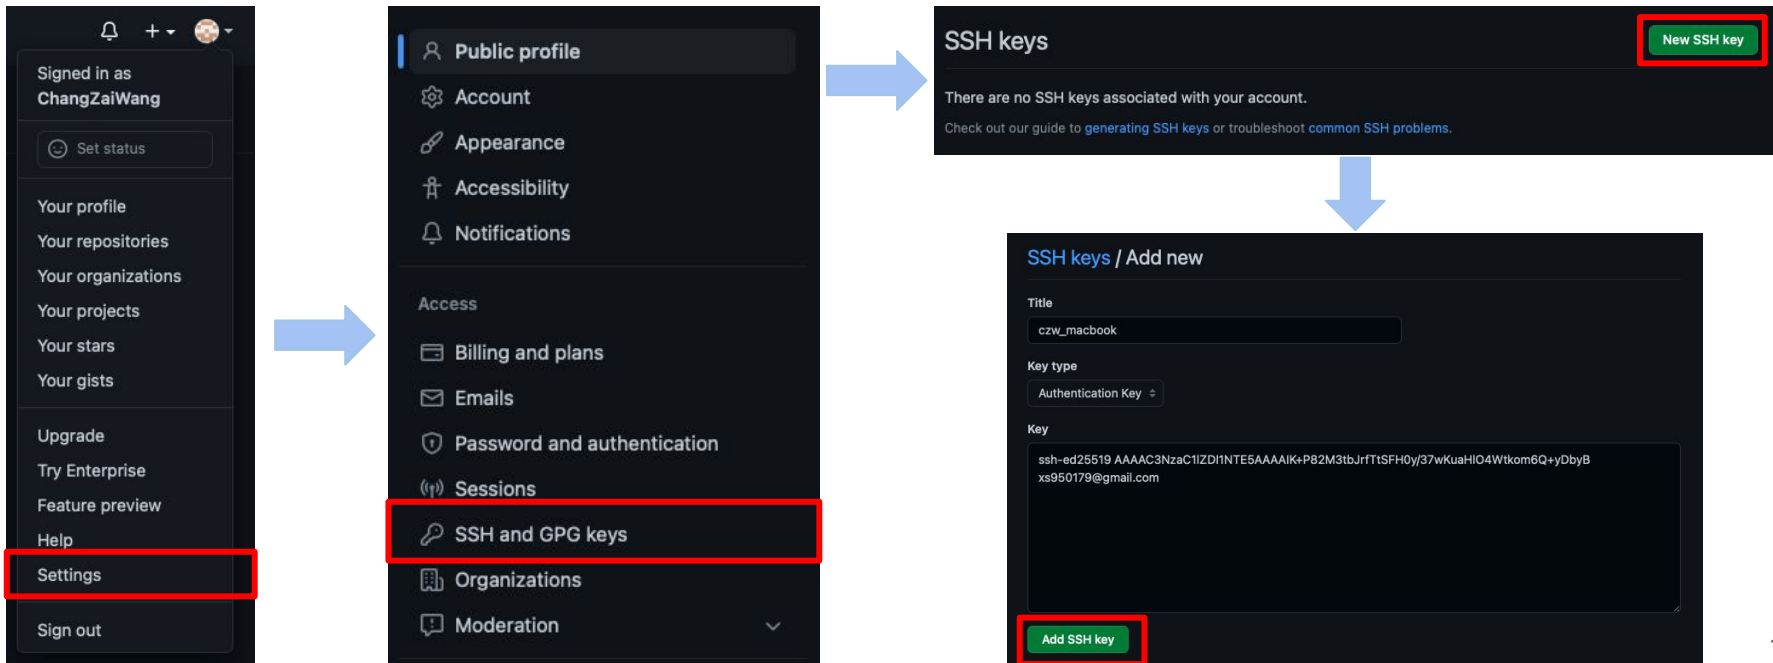 Signed in as
ChangZaiWang
Set status
Your profile
Your repositories
Your organizations
Your projects
Your stars
Your gists
Upgrade
Try Enterprise
Feature preview
Help
Settings
Sign out
Public profile
Account
Appearance
Accessibility
Notifications
Access
Billing and plans
Emails
Password and authentication
Sessions
SSH and GPG keys
Organizations
Moderation
SSH keys
New SSH key
There are no SSH keys associated with your account.
Check out our guide to generating SSH keys or troubleshoot common SSH problems.
SSH keys / Add new
Title
czw_macbook
Key type
Authentication Key
Key
ssh-ed25519 AAAAC3NzaC1lZDI1NTE5AAAAIK+P82M3tbJrfTtSFH0y/37wKuaHlO4Wtkom6Q+yDbyB
xs950179@gmail.com
Add SSH key